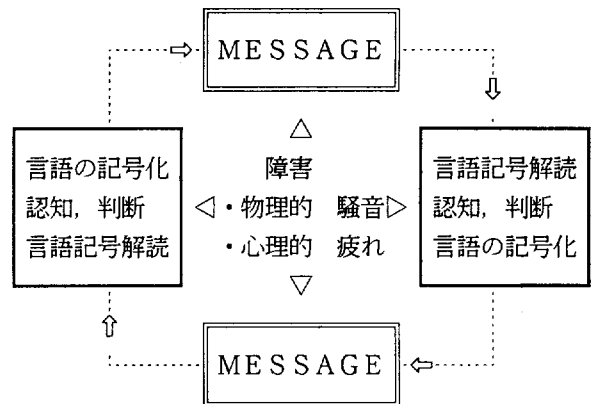 MESSAGE
言語の記号化
認知，判断
言語記号解読
障害
・物理的　騒音
・心理的　疲れ
言語記号解読
認知，判断
言語の記号化
MESSAGE